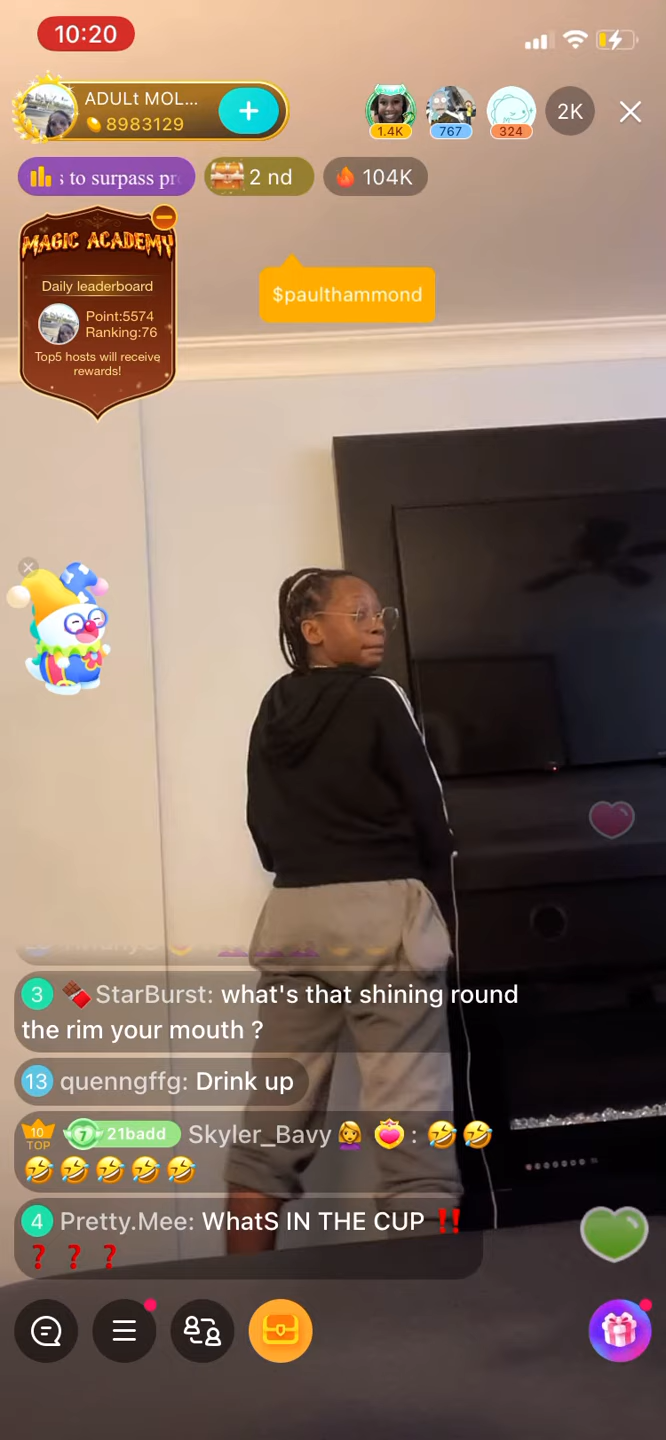 10:20
ADULt MOL...
8983129
1.4K
767
324
2K
s to surpass pr
2 nd
104K
MAGIC ACADEMY
Daily leaderboard
Point:5574
Ranking:76
Top5 hosts will receive
rewards!
$paulthammond
3 🍫StarBurst: what's that shining round
the rim your mouth ?
13 quenngffg: Drink up
10 TOP 7 21badd Skyler_Bavy🙇‍♀️ 😍 : 🤣🤣
🤣🤣🤣🤣🤣
4 Pretty.Mee: WhatS IN THE CUP ‼️
❓ ❓ ❓